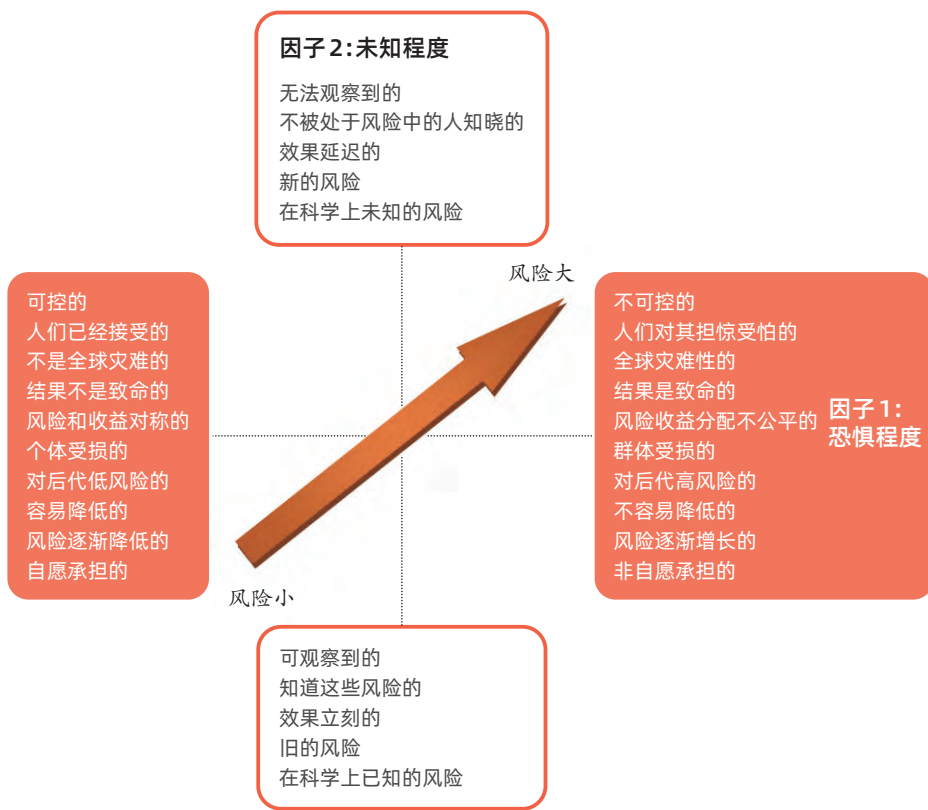 因子2:未知程度
无法观察到的
不被处于风险中的人知晓的
效果延迟的
新的风险
在科学上未知的风险
风险大
可控的
人们已经接受的
不是全球灾难的
结果不是致命的
风险和收益对称的
个体受损的
对后代低风险的
容易降低的
风险逐渐降低的
自愿承担的
不可控的
人们对其担惊受怕的
全球灾难性的
结果是致命的
风险收益分配不公平的
群体受损的
对后代高风险的
不容易降低的
风险逐渐增长的
非自愿承担的
因子1:
恐惧程度
风险小
可观察到的
知道这些风险的
效果立刻的
旧的风险
在科学上已知的风险